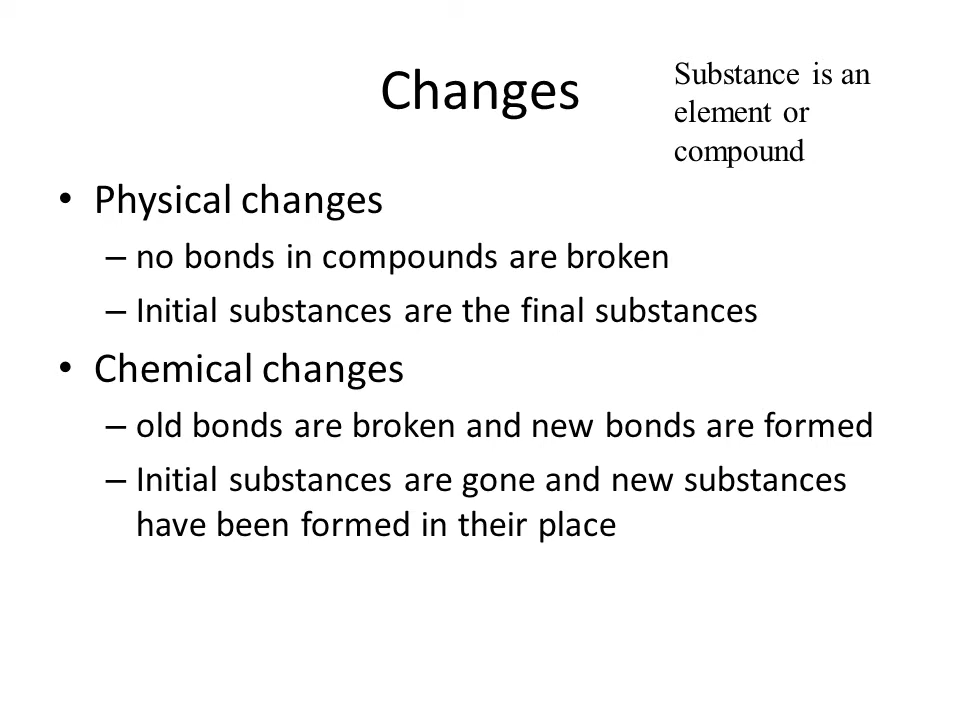 Changes
Substance is an
element or
compound
• Physical changes
– no bonds in compounds are broken
– Initial substances are the final substances
• Chemical changes
– old bonds are broken and new bonds are formed
– Initial substances are gone and new substances
have been formed in their place